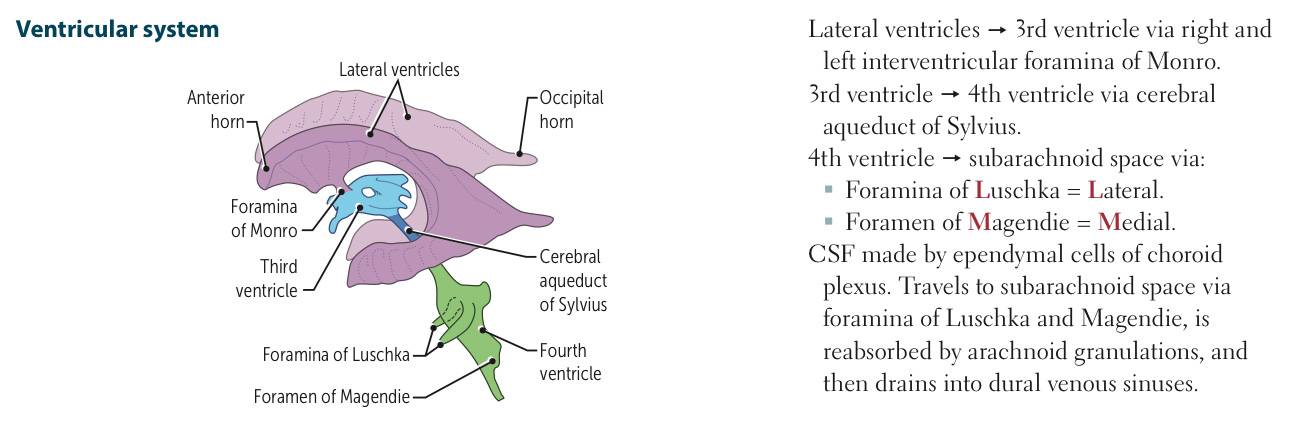 Ventricular system
Lateral ventricles
Anterior
horn
Occipital
horn
Foramina
of Monro
Third
ventricle
Cerebral
aqueduct
of Sylvius
Foramina of Luschka
Fourth
ventricle
Foramen of Magendie
Lateral ventricles → 3rd ventricle via right and
left interventricular foramina of Monro.
3rd ventricle → 4th ventricle via cerebral
aqueduct of Sylvius.
4th ventricle → subarachnoid space via:
▪ Foramina of Luschka = Lateral.
▪ Foramen of Magendie = Medial.
CSF made by ependymal cells of choroid
plexus. Travels to subarachnoid space via
foramina of Luschka and Magendie, is
reabsorbed by arachnoid granulations, and
then drains into dural venous sinuses.